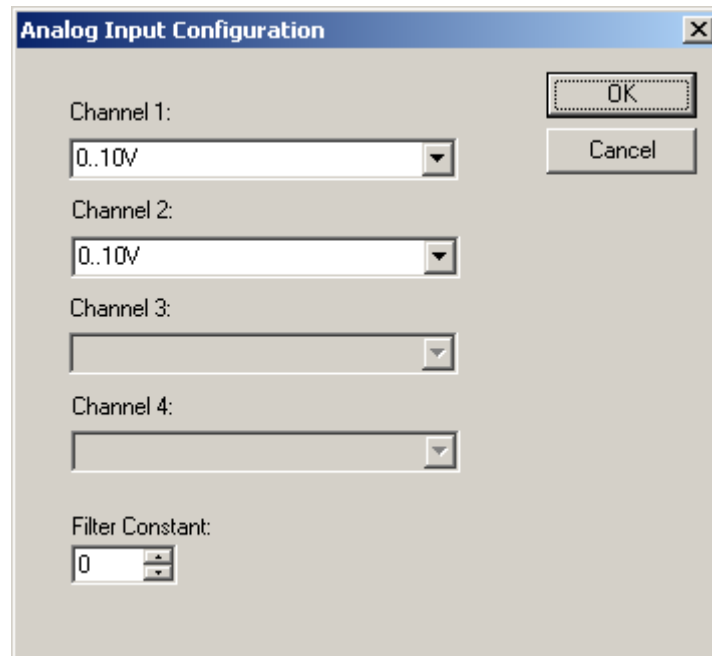 Analog Input Configuration
OK
Channel 1:
0..10V
Cancel
Channel 2:
0..10V
Channel 3:
Channel 4:
Filter Constant:
0